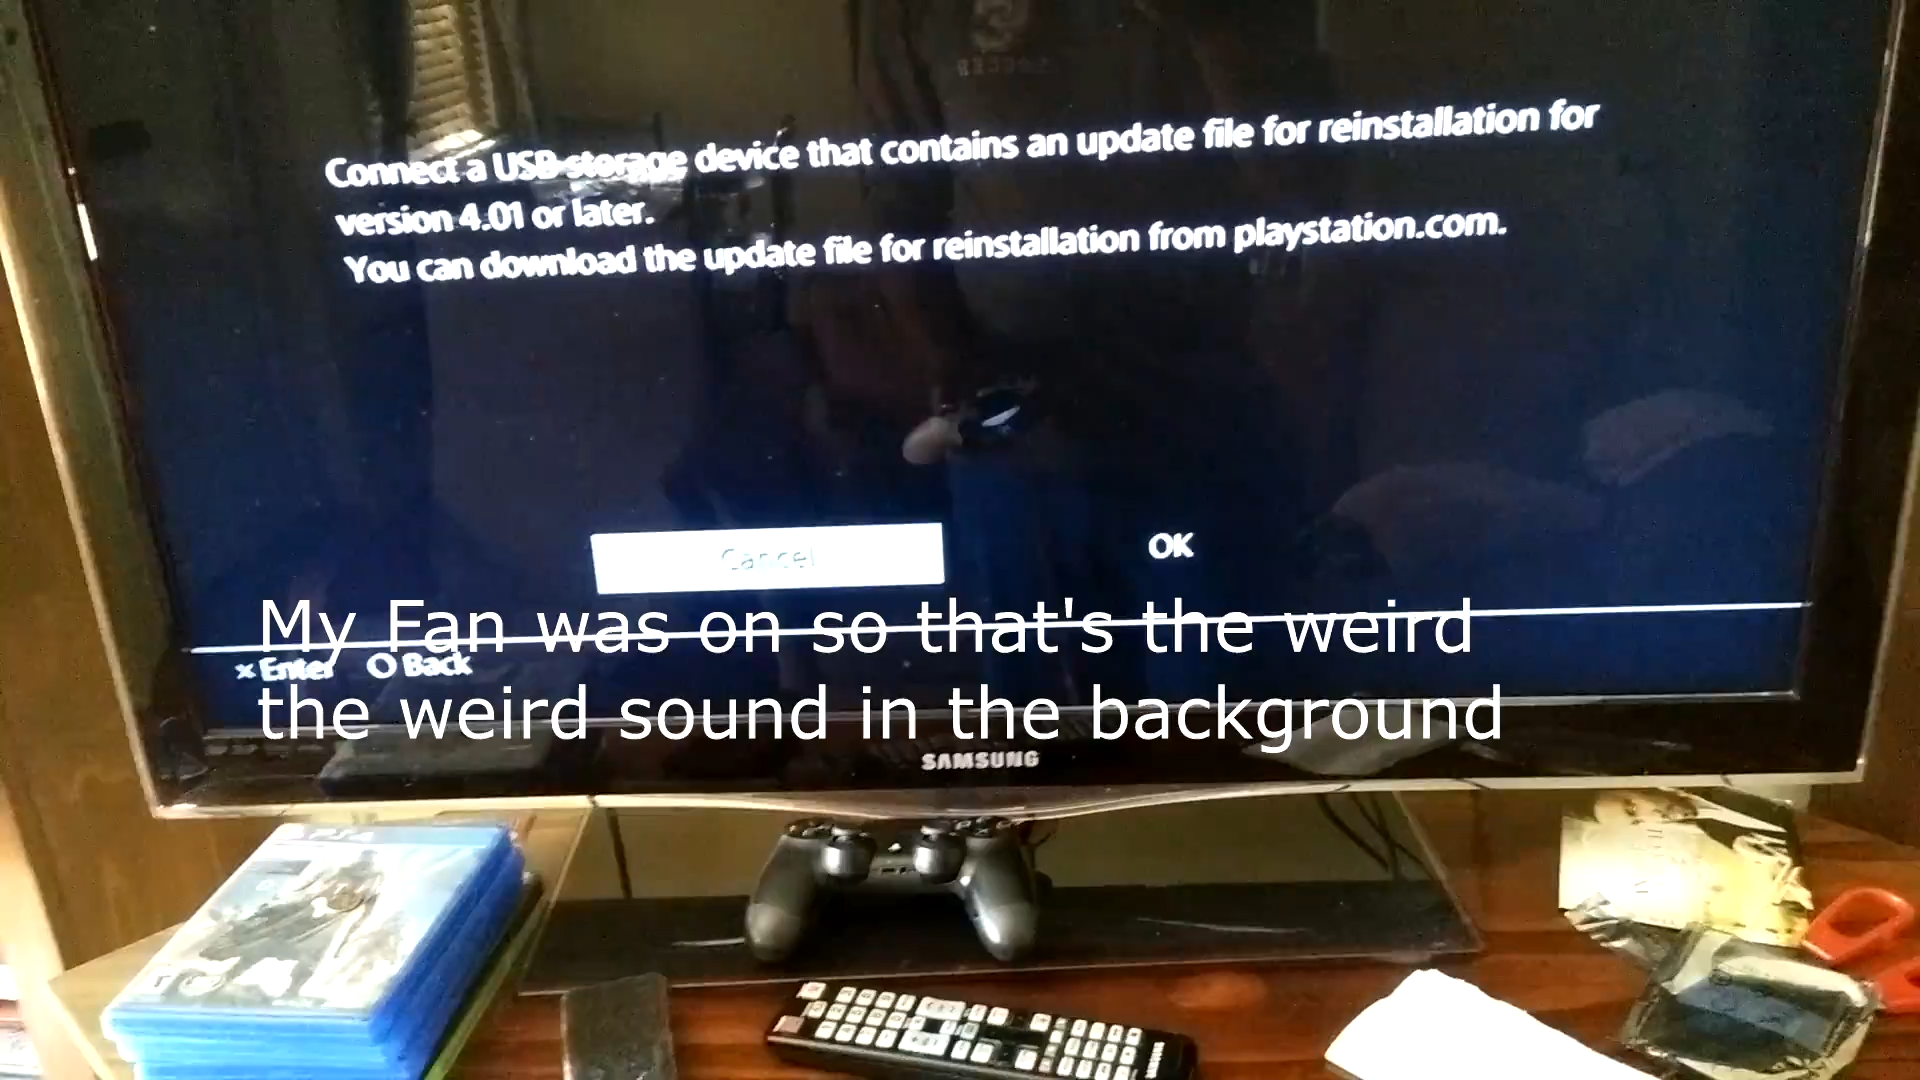 Connect a USB storage device that contains an update file for reinstallation for
version 4.01 or later.
You can download the update file for reinstallation from playstation.com.
Cancel
OK
My Fan was on so that's the weird
× Enter O Back
the weird sound in the background
SAMSUNG
PS4
SAMSUNG